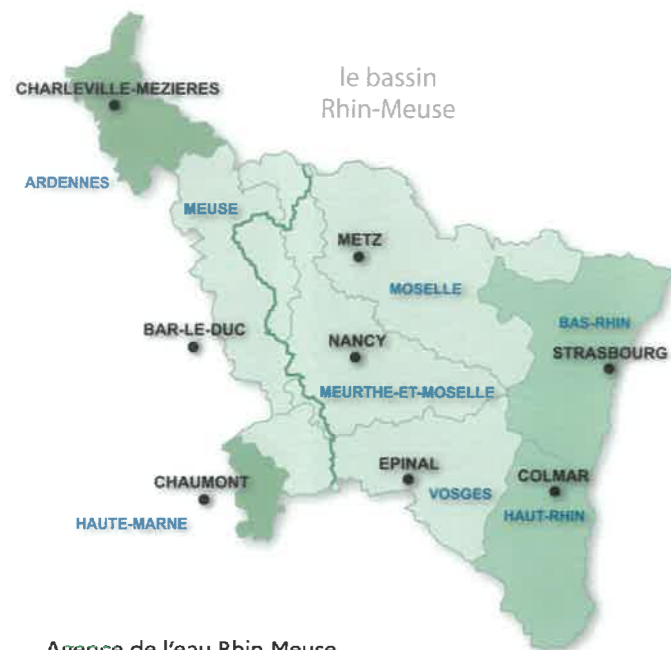 le bassin
Rhin-Meuse
CHARLEVILLE-MEZIERES
ARDENNES
MEUSE
METZ
MOSELLE
BAS-RHIN
BAR-LE-DUC
NANCY
STRASBOURG
MEURTHE-ET-MOSELLE
EPINAL
CHAUMONT
COLMAR
VOSGES
HAUT-RHIN
HAUTE-MARNE
Agence de l'eau Rhin-Meuse